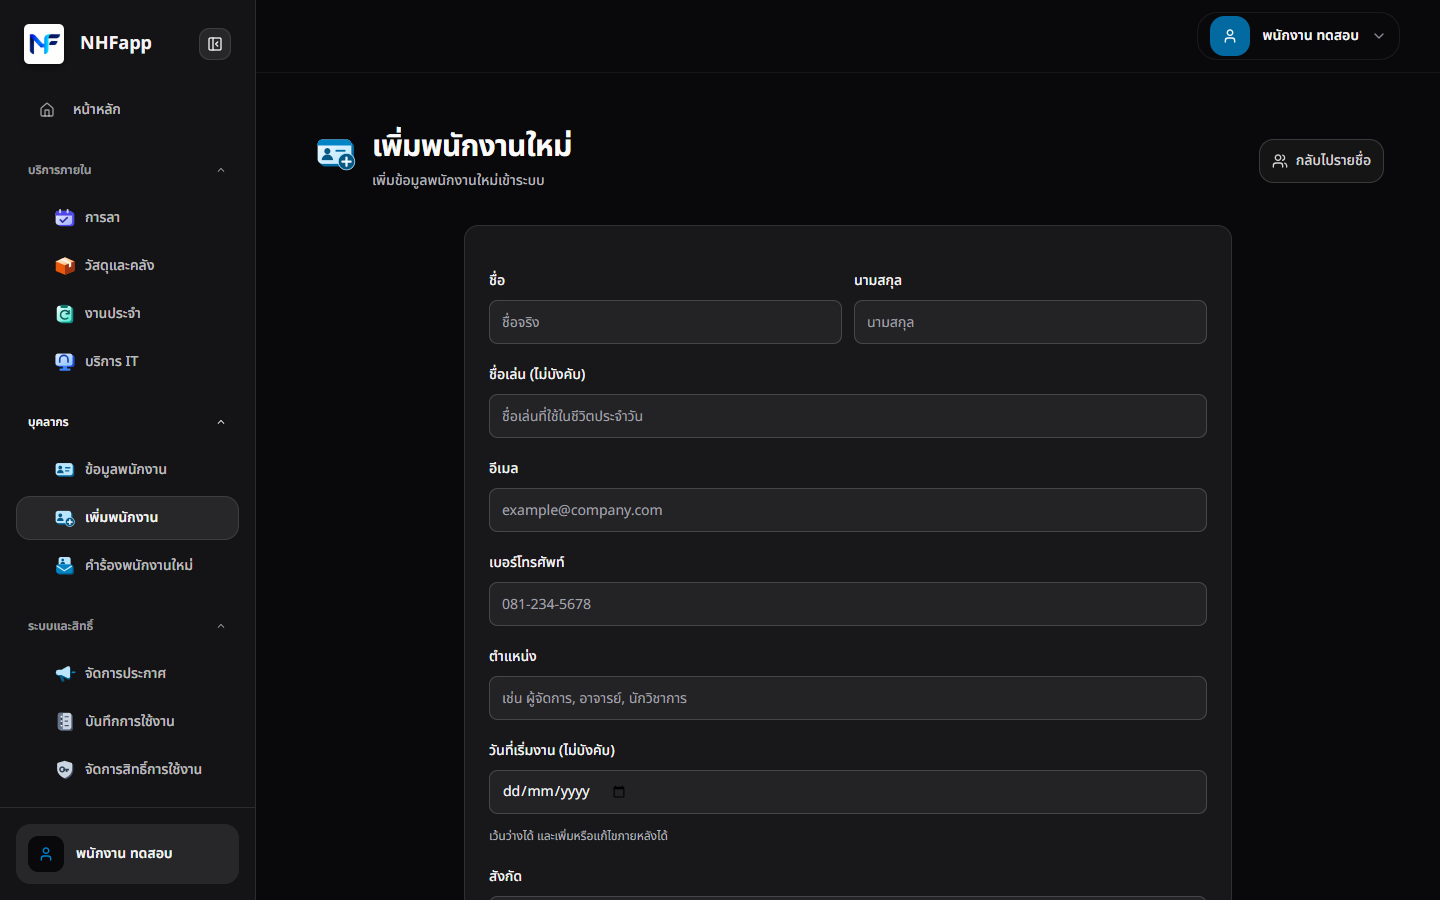 NHFapp
พนักงาน ทดสอบ
หน้าหลัก
บริการภายใน
การลา
วัสดุและคลัง
งานประจำ
บริการ IT
บุคลากร
ข้อมูลพนักงาน
เพิ่มพนักงาน
คำร้องพนักงานใหม่
ระบบและสิทธิ์
จัดการประกาศ
บันทึกการใช้งาน
จัดการสิทธิ์การใช้งาน
พนักงาน ทดสอบ
เพิ่มพนักงานใหม่
เพิ่มข้อมูลพนักงานใหม่เข้าระบบ
กลับไปรายชื่อ
ชื่อ
ชื่อจริง
นามสกุล
นามสกุล
ชื่อเล่น (ไม่บังคับ)
ชื่อเล่นที่ใช้ในชีวิตประจำวัน
อีเมล
example@company.com
เบอร์โทรศัพท์
081-234-5678
ตำแหน่ง
เช่น ผู้จัดการ, อาจารย์, นักวิชาการ
วันที่เริ่มงาน (ไม่บังคับ)
dd/mm/yyyy
เว้นว่างได้ และเพิ่มหรือแก้ไขภายหลังได้
สังกัด